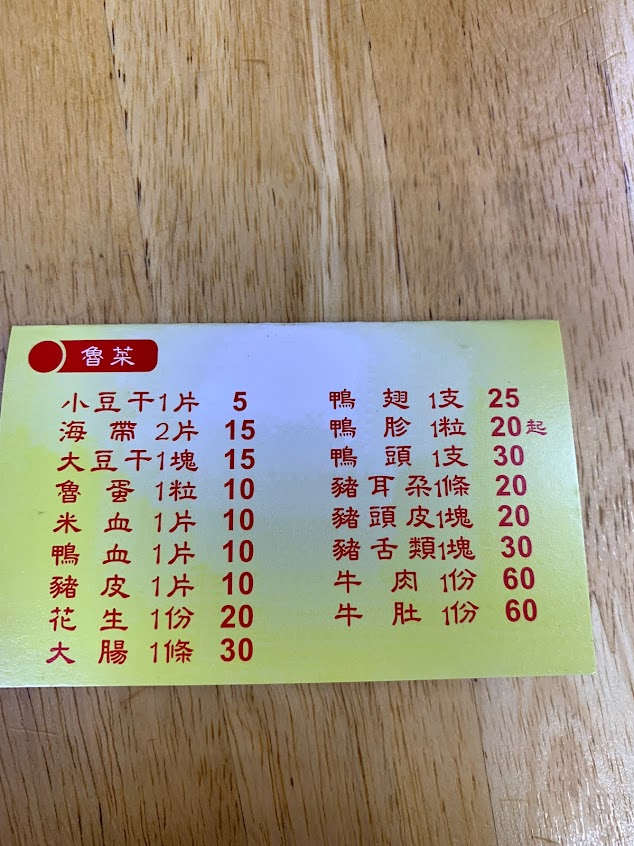 魯菜
小豆干1片 5
海帶2片 15
大豆干1塊 15
魯蛋1粒 10
米血1片 10
鴨血1片 10
豬皮1片 10
花生1份 20
大腸1條 30
鴨翅1支 25
鴨胗1粒 20起
鴨頭1支 30
豬耳朶1條 20
豬頭皮1塊 20
豬舌類1塊 30
牛肉1份 60
牛肚1份 60